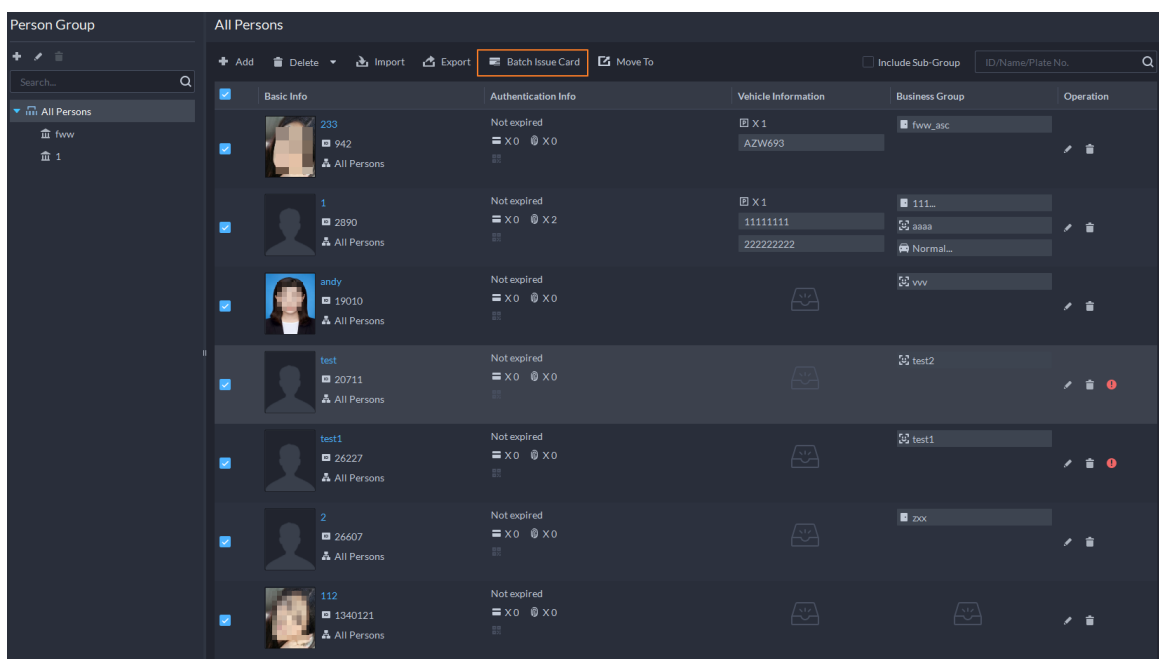 Person Group
All Persons
Add Delete Import Export Batch Issue Card Move To Include Sub-Group ID/Name/Plate No.
Search...
All Persons
fww
1
Basic Info Authentication Info Vehicle Information Business Group Operation
233 Not expired X 1 fww_asc
942 X 0 X 0 AZW693
All Persons
1 Not expired X 1 111...
2890 X 0 X 2 11111111 aaaa
All Persons 222222222 Normal...
andy Not expired vvv
19010 X 0 X 0
All Persons
test Not expired test2
20711 X 0 X 0
All Persons
test1 Not expired test1
26227 X 0 X 0
All Persons
2 Not expired zxx
26607 X 0 X 0
All Persons
112 Not expired
1340121 X 0 X 0
All Persons